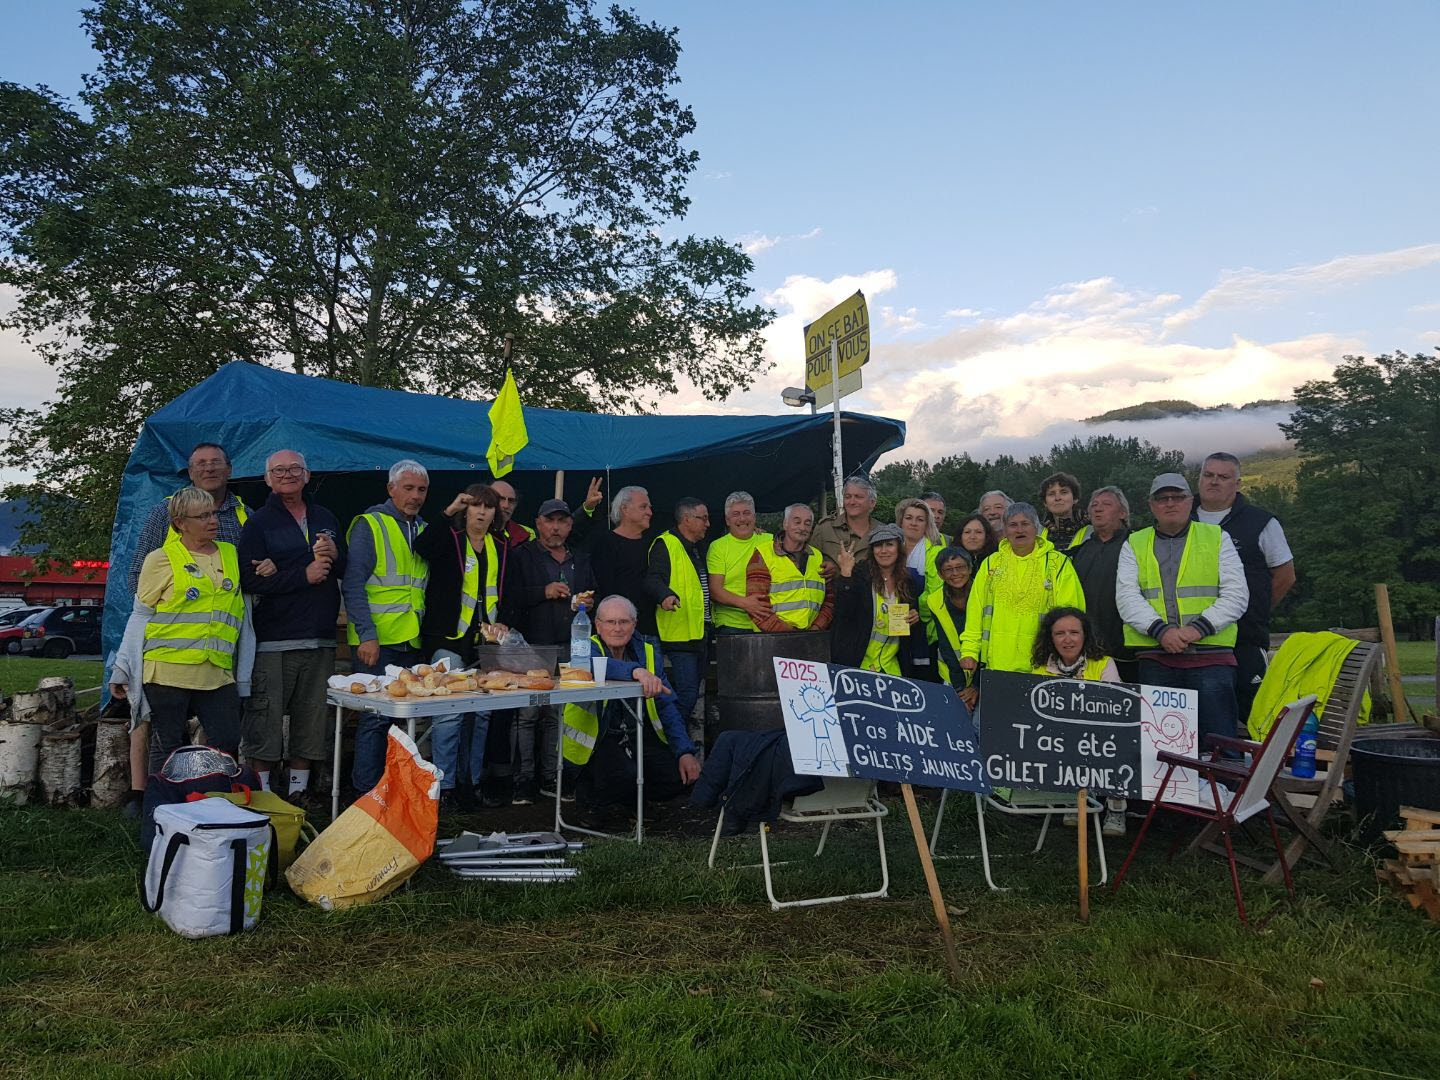 ON SE BAT
POUR VOUS
2025...
Dis P'pa?
T'as AIDÉ Les
GILETS JAUNES?
Dis Mamie?
T'as été
GILET JAUNE?
2050...